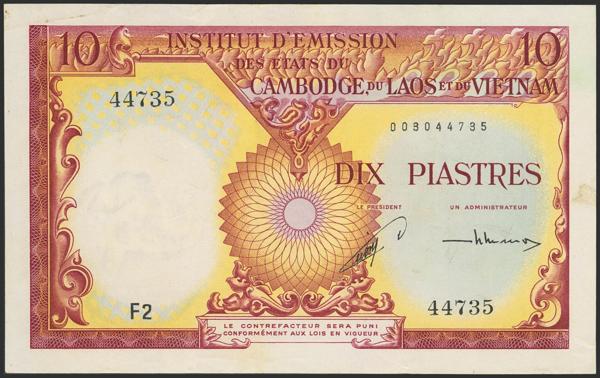 10 INSTITUT D'EMISSION 10
DES ETATS DU
CAMBODGE, DU LAOS ET DU VIETNAM
44735
003044735
DIX PIASTRES
LE PRESIDENT UN ADMINISTRATEUR
F2
44735
LE CONTREFACTEUR SERA PUNI
CONFORMÉMENT AUX LOIS EN VIGUEUR